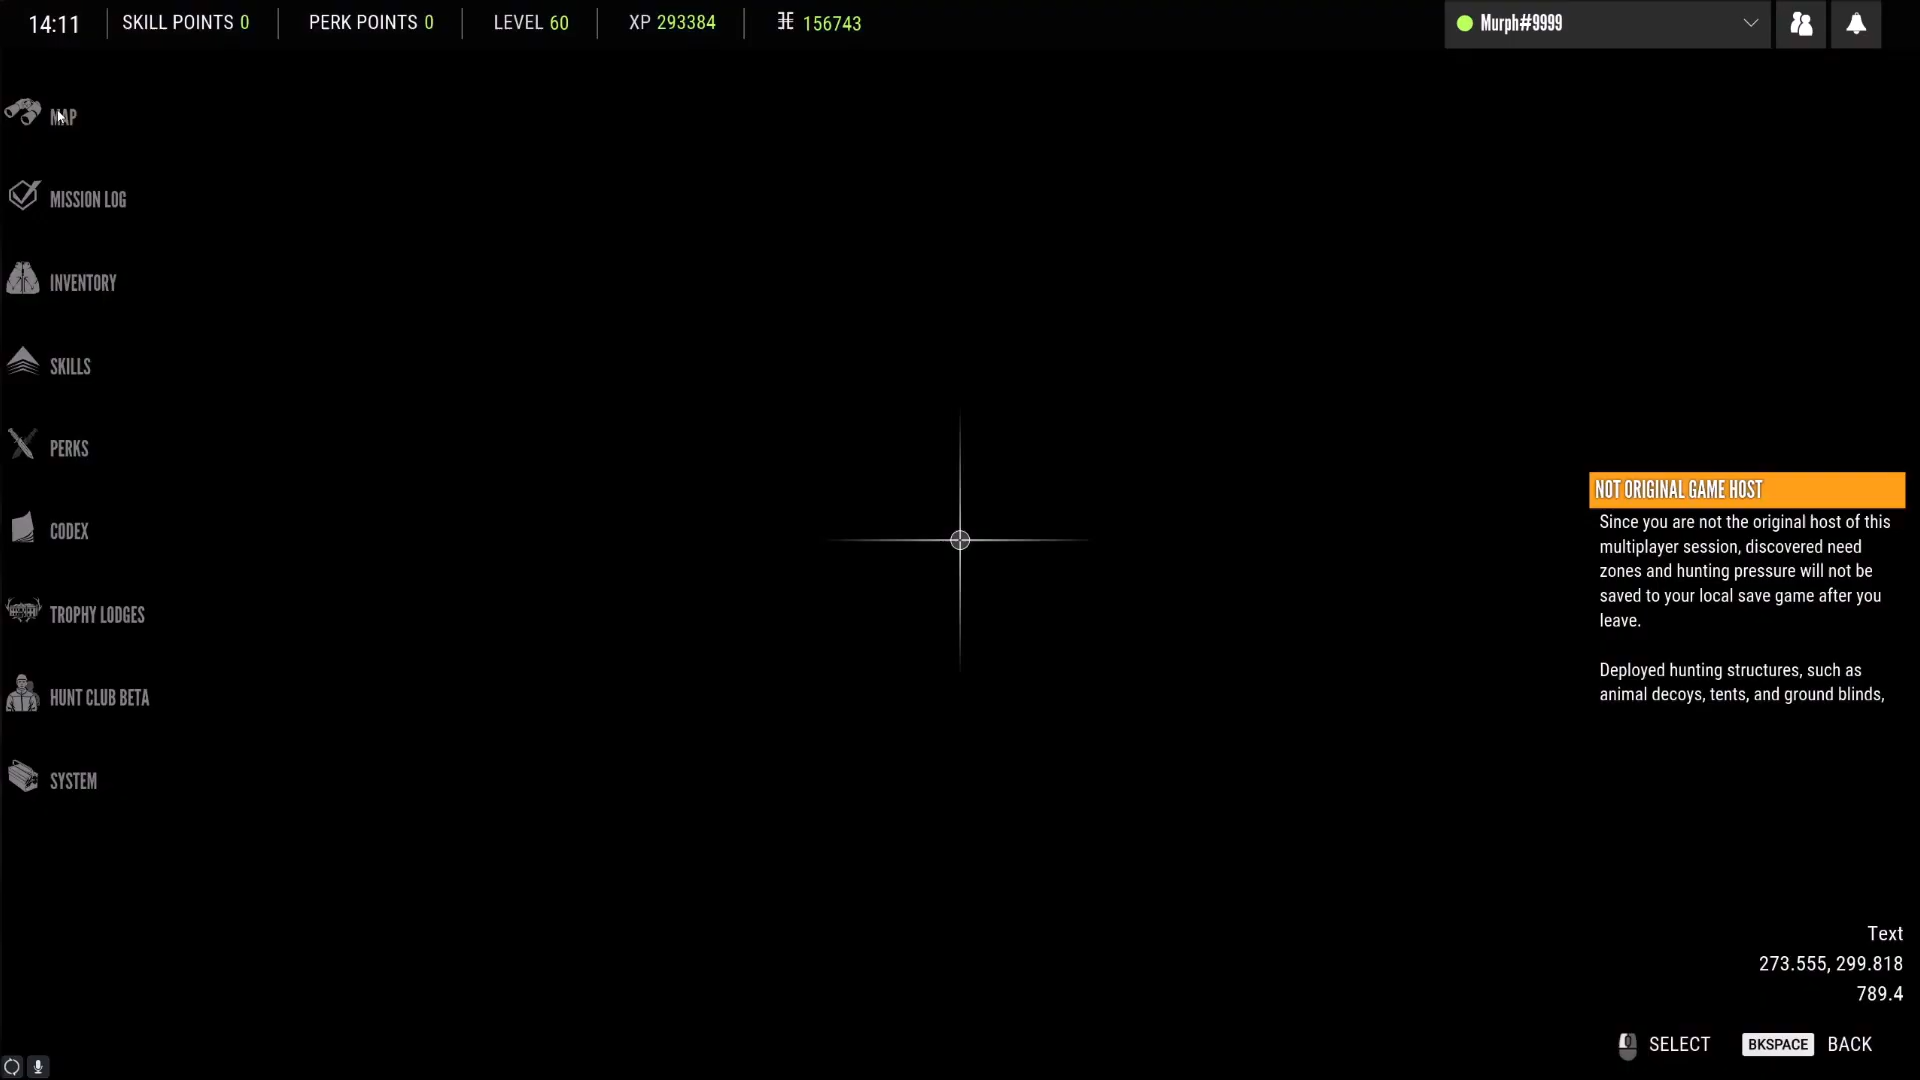 14:11 SKILL POINTS 0 PERK POINTS 0 LEVEL 60 XP 293384 156743 Murph#9999
MAP
MISSION LOG
INVENTORY
SKILLS
PERKS
CODEX
TROPHY LODGES
HUNT CLUB BETA
SYSTEM
NOT ORIGINAL GAME HOST
Since you are not the original host of this
multiplayer session, discovered need
zones and hunting pressure will not be
saved to your local save game after you
leave.
Deployed hunting structures, such as
animal decoys, tents, and ground blinds,
Text
273.555, 299.818
789.4
SELECT BKSPACE BACK